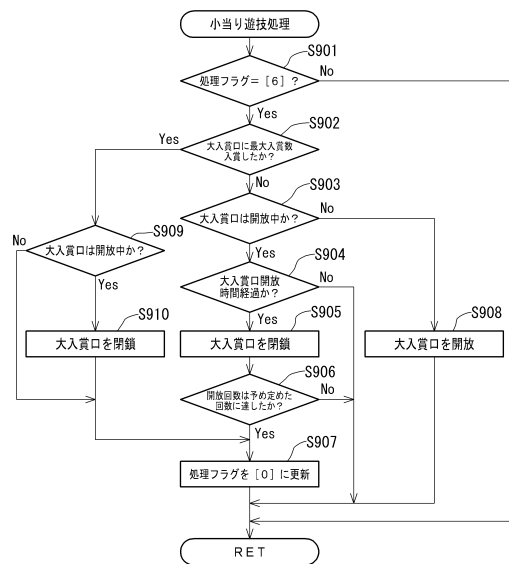 小当り遊技処理
S901
処理フラグ=［6］?
No
Yes
S902
大入賞口に最大入賞数
入賞したか?
Yes
No
S903
大入賞口は開放中か?
No
Yes
S909
大入賞口は開放中か?
No
Yes
S904
大入賞口開放
時間経過か?
No
Yes
S910
大入賞口を閉鎖
S905
大入賞口を閉鎖
S908
大入賞口を開放
S906
開放回数は予め定めた
回数に達したか?
No
Yes
S907
処理フラグを［0］に更新
RET